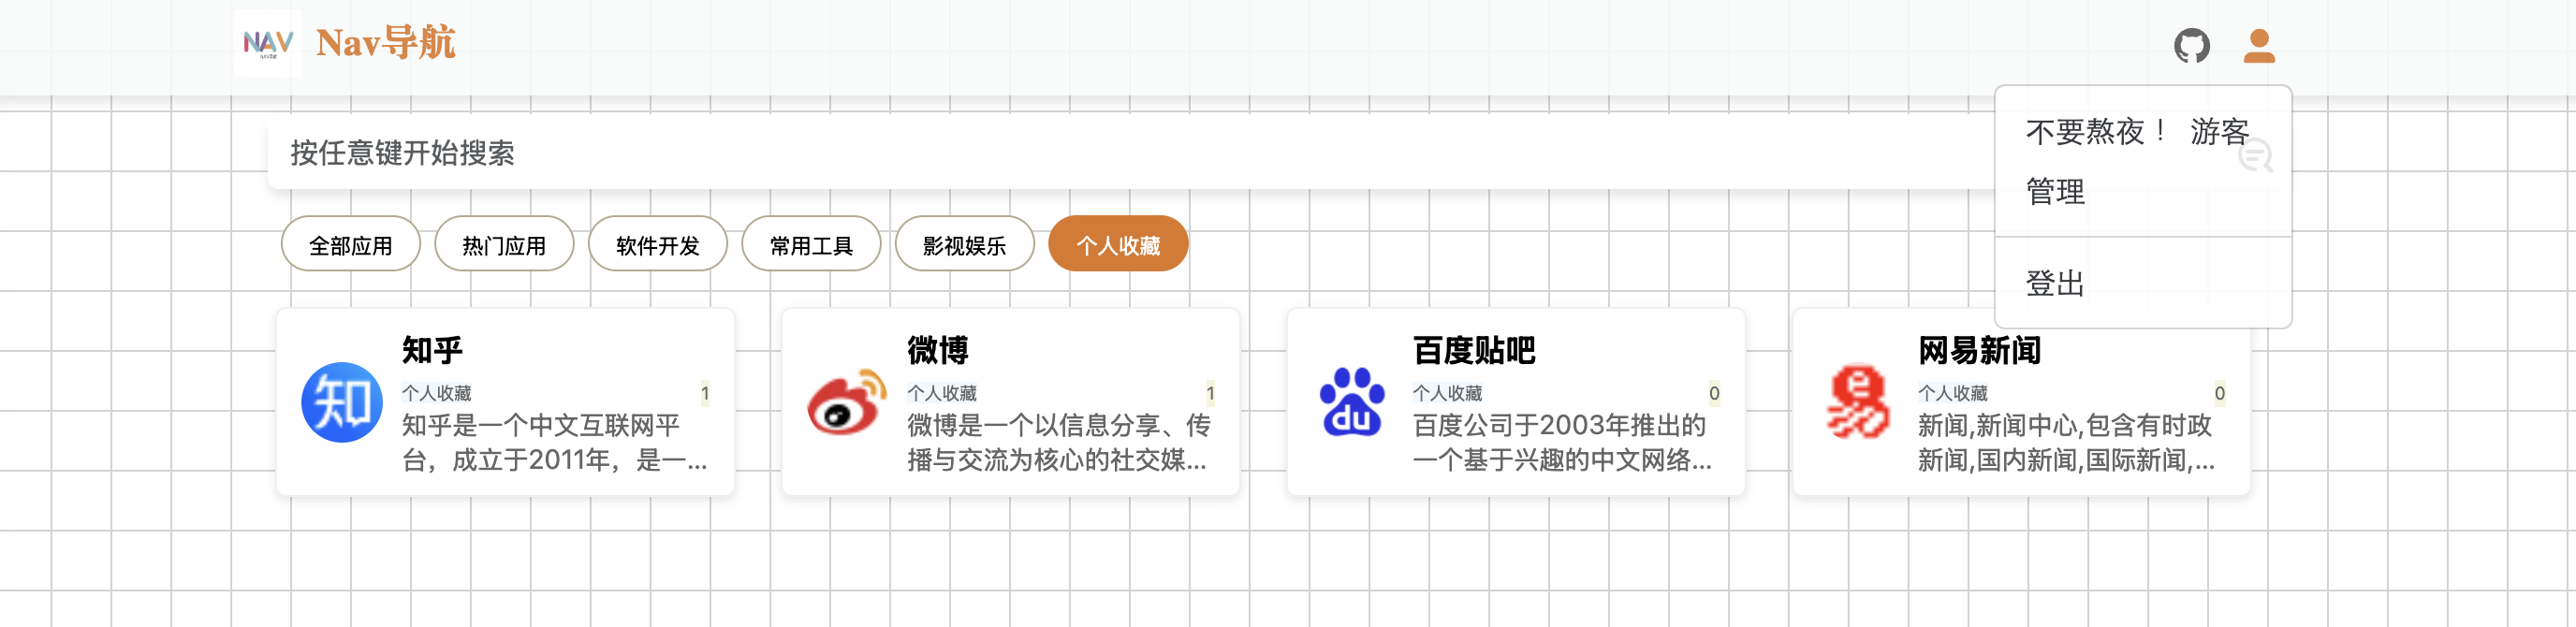 NAV
Nav导航
不要熬夜！ 游客
管理
登出
按任意键开始搜索
全部应用
热门应用
软件开发
常用工具
影视娱乐
个人收藏
知
知乎
个人收藏 1
知乎是一个中文互联网平
台，成立于2011年，是一...
微博
个人收藏 1
微博是一个以信息分享、传
播与交流为核心的社交媒...
du
百度贴吧
个人收藏 0
百度公司于2003年推出的
一个基于兴趣的中文网络...
网易新闻
个人收藏 0
新闻,新闻中心,包含有时政
新闻,国内新闻,国际新闻,...